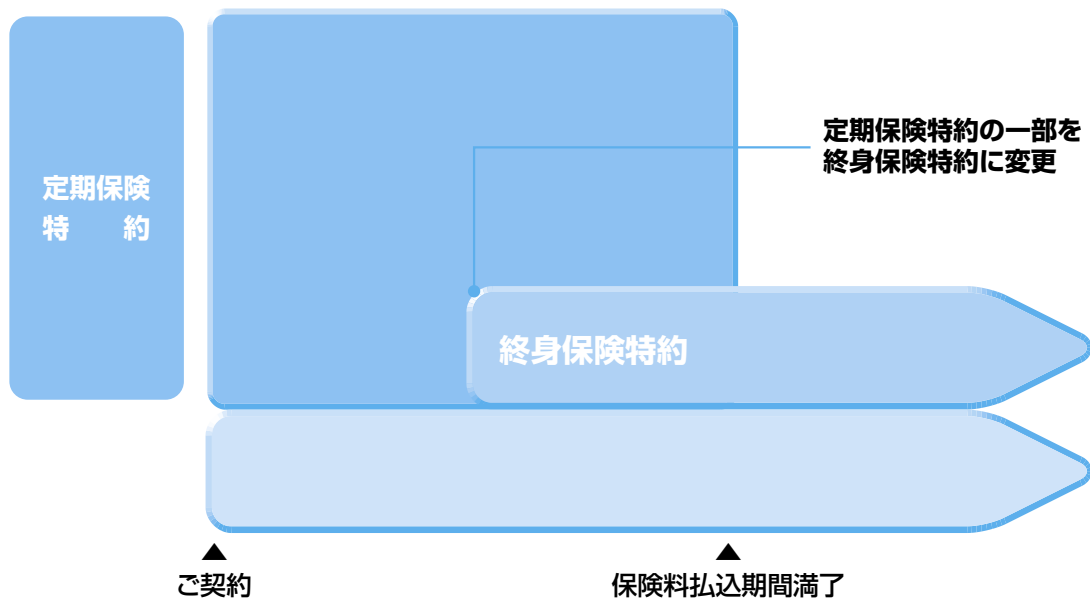 定期保険
特　　約
定期保険特約の一部を
終身保険特約に変更
終身保険特約
ご契約
保険料払込期間満了